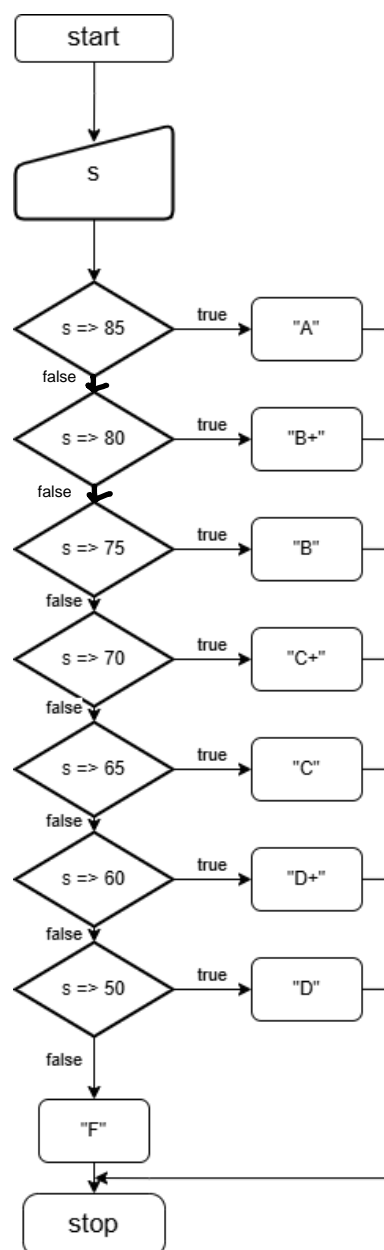 start
s
s => 85
true
"A"
false
s => 80
true
"B+"
false
s => 75
true
"B"
false
s => 70
true
"C+"
false
s => 65
true
"C"
false
s => 60
true
"D+"
false
s => 50
true
"D"
false
"F"
stop